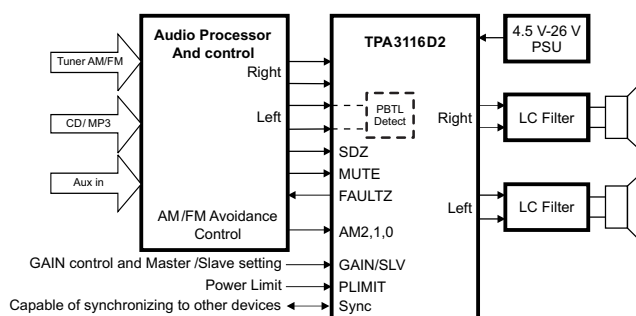 Audio Processor
And control
TPA3116D2
4.5 V-26 V
PSU
Tuner AM/FM
Right
CD/ MP3
Left
PBTL
Detect
Right
LC Filter
SDZ
MUTE
Aux in
FAULTZ
Left
LC Filter
AM/FM Avoidance
Control
AM2,1,0
GAIN control and Master /Slave setting
GAIN/SLV
Power Limit
PLIMIT
Capable of synchronizing to other devices
Sync